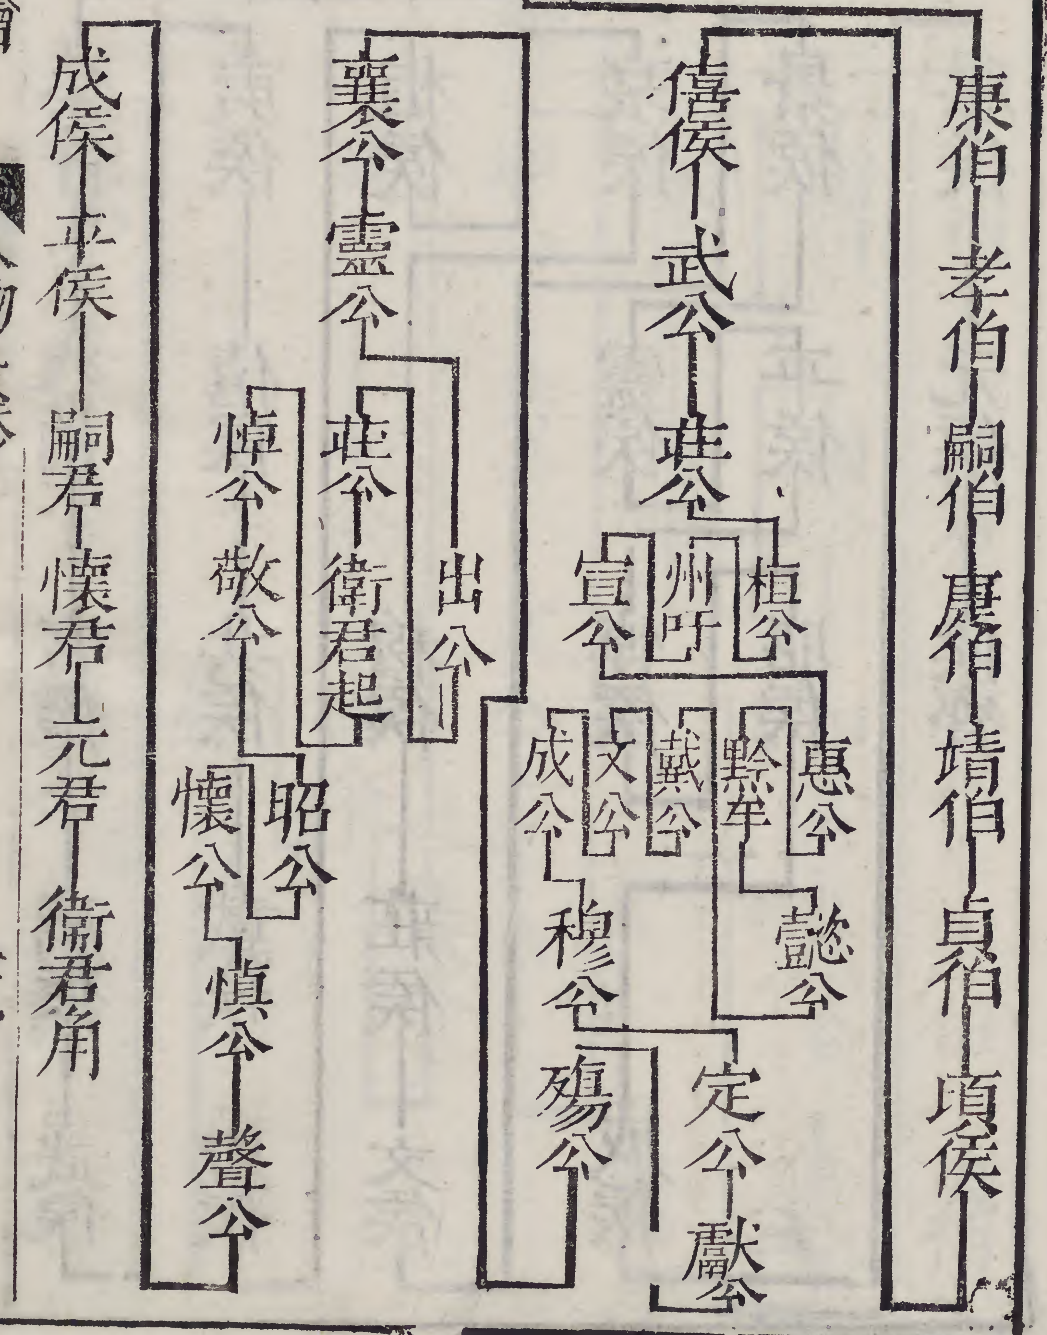 康伯 孝伯 嗣伯 庱伯 靖伯 貞伯 頃侯
僖侯 武公 莊公
桓公
州吁
宣公
惠公
黔牟
戴公
文公
成公
懿公
穆公
定公 獻公
殤公
襄公 靈公
出公
莊公 衛君起
悼公 敬公
昭公
懷公
慎公 聲公
成侯 平侯 嗣君 懷君 元君 衛君角